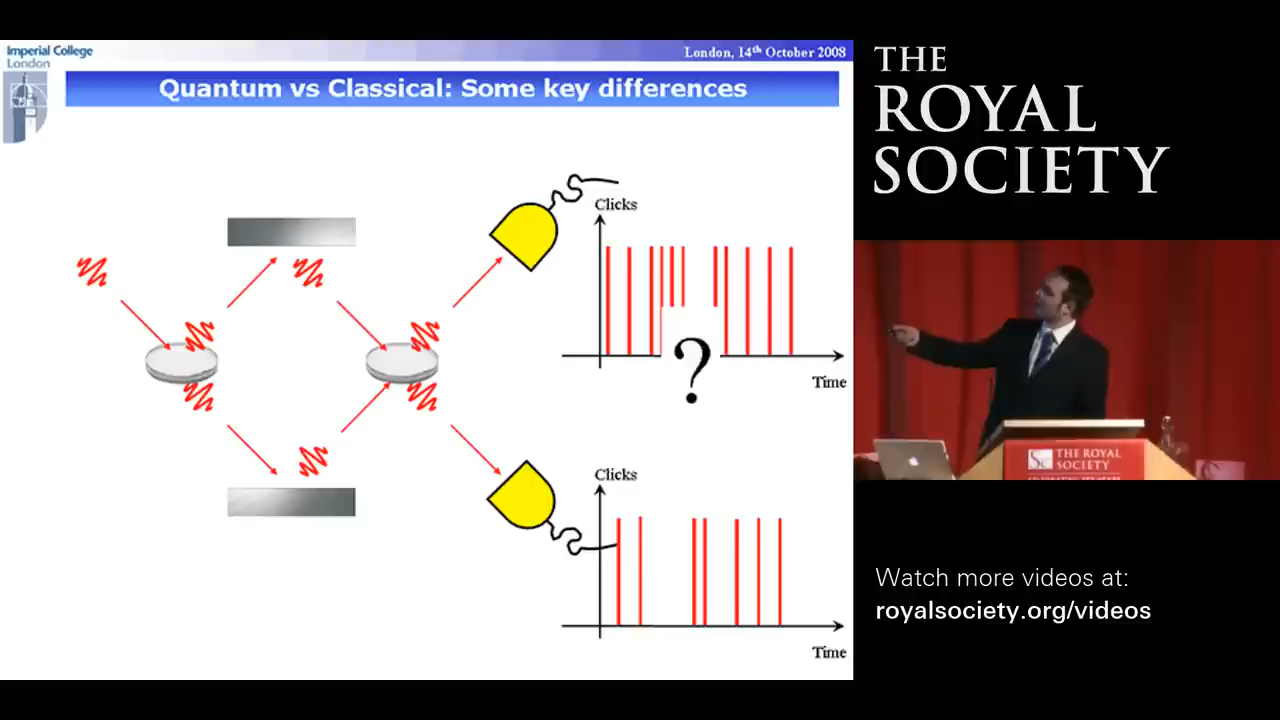 Imperial College
London
London, 14th October 2008
Quantum vs Classical: Some key differences
Clicks
?
Time
Clicks
Time
THE
ROYAL
SOCIETY
THE ROYAL
SOCIETY
Watch more videos at:
royalsociety.org/videos